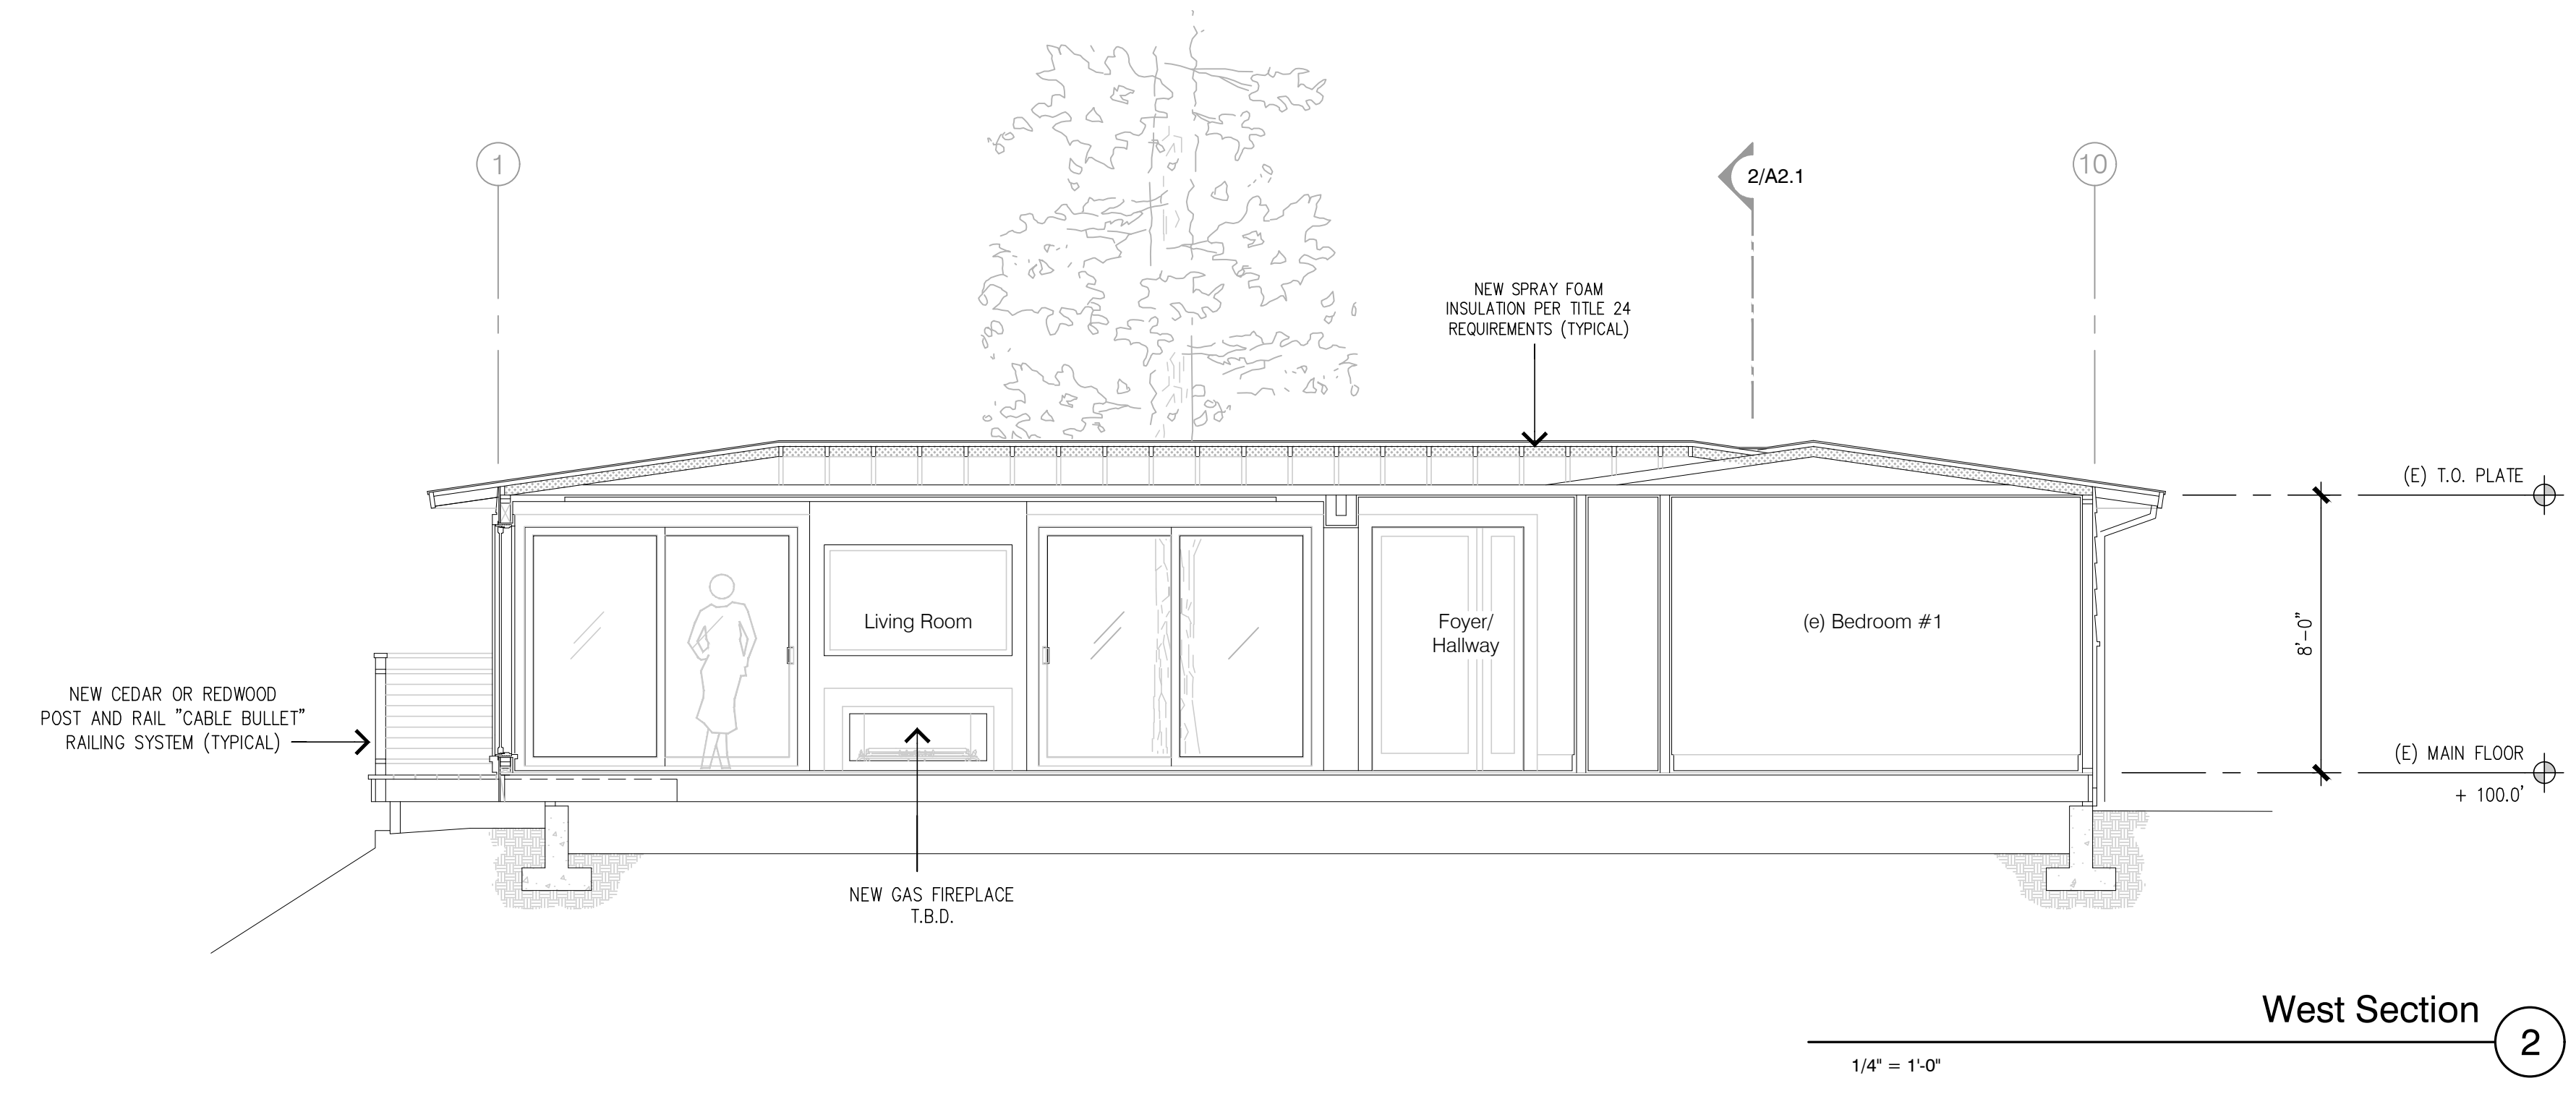 1
2/A2.1
10
NEW SPRAY FOAM
INSULATION PER TITLE 24
REQUIREMENTS (TYPICAL)
(E) T.O. PLATE
Living Room
Foyer/
Hallway
(e) Bedroom #1
8'-0"
NEW CEDAR OR REDWOOD
POST AND RAIL "CABLE BULLET"
RAILING SYSTEM (TYPICAL)
(E) MAIN FLOOR
+ 100.0'
NEW GAS FIREPLACE
T.B.D.
West Section
2
1/4" = 1'-0"